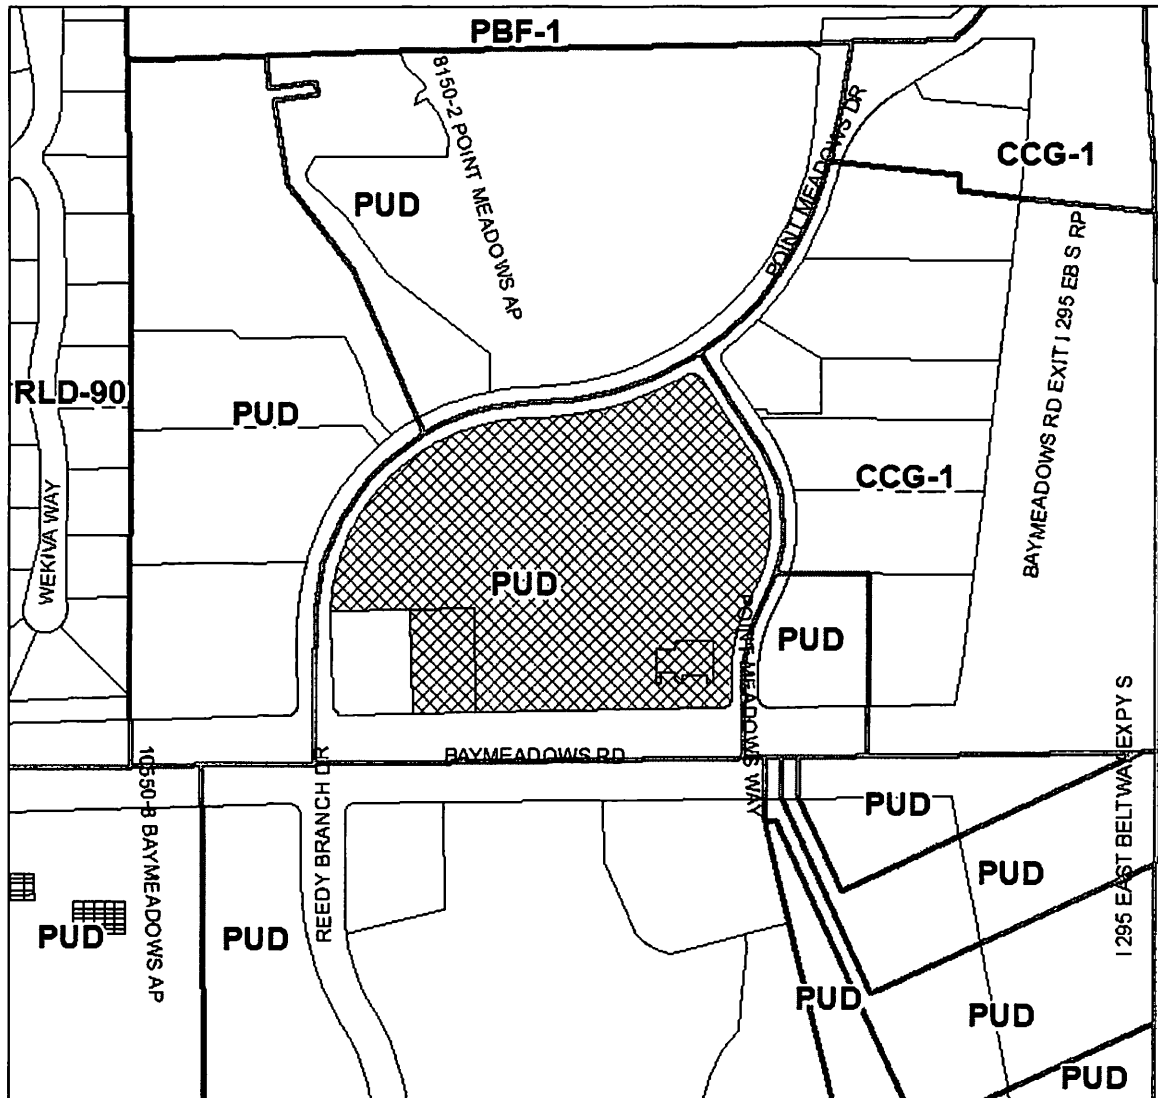 PBF-1
8150-2 POINT MEADOWS AP
POINT MEADOWS DR
CCG-1
PUD
BAYMEADOWS RD EXIT I 295 EB S RP
RLD-90
PUD
CCG-1
WEKIVA WAY
PUD
PUD
POINT MEADOWS WAY
BAYMEADOWS RD
10550-8 BAYMEADOWS AP
REEDY BRANCH DR
I 295 EAST BELTWAY EXPY S
PUD
PUD
PUD
PUD
PUD
PUD
PUD